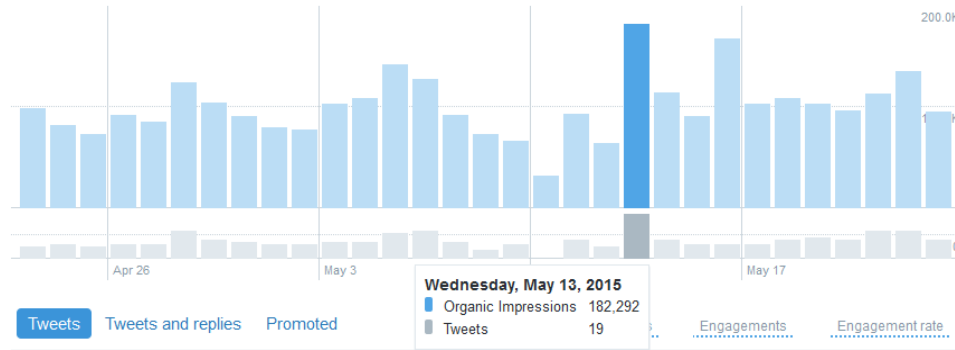 200.0K
Apr 26
May 3
May 17
Wednesday, May 13, 2015
Organic Impressions 182,292
Tweets 19
Tweets Tweets and replies Promoted Engagements Engagement rate